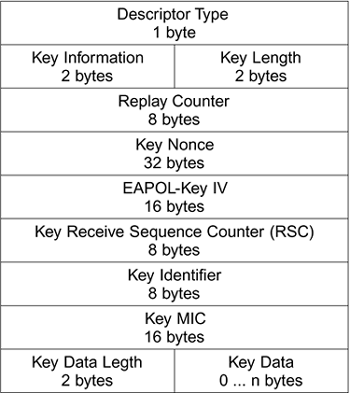 Descriptor Type
1 byte
Key Information
2 bytes
Key Length
2 bytes
Replay Counter
8 bytes
Key Nonce
32 bytes
EAPOL-Key IV
16 bytes
Key Receive Sequence Counter (RSC)
8 bytes
Key Identifier
8 bytes
Key MIC
16 bytes
Key Data Legth
2 bytes
Key Data
0 ... n bytes